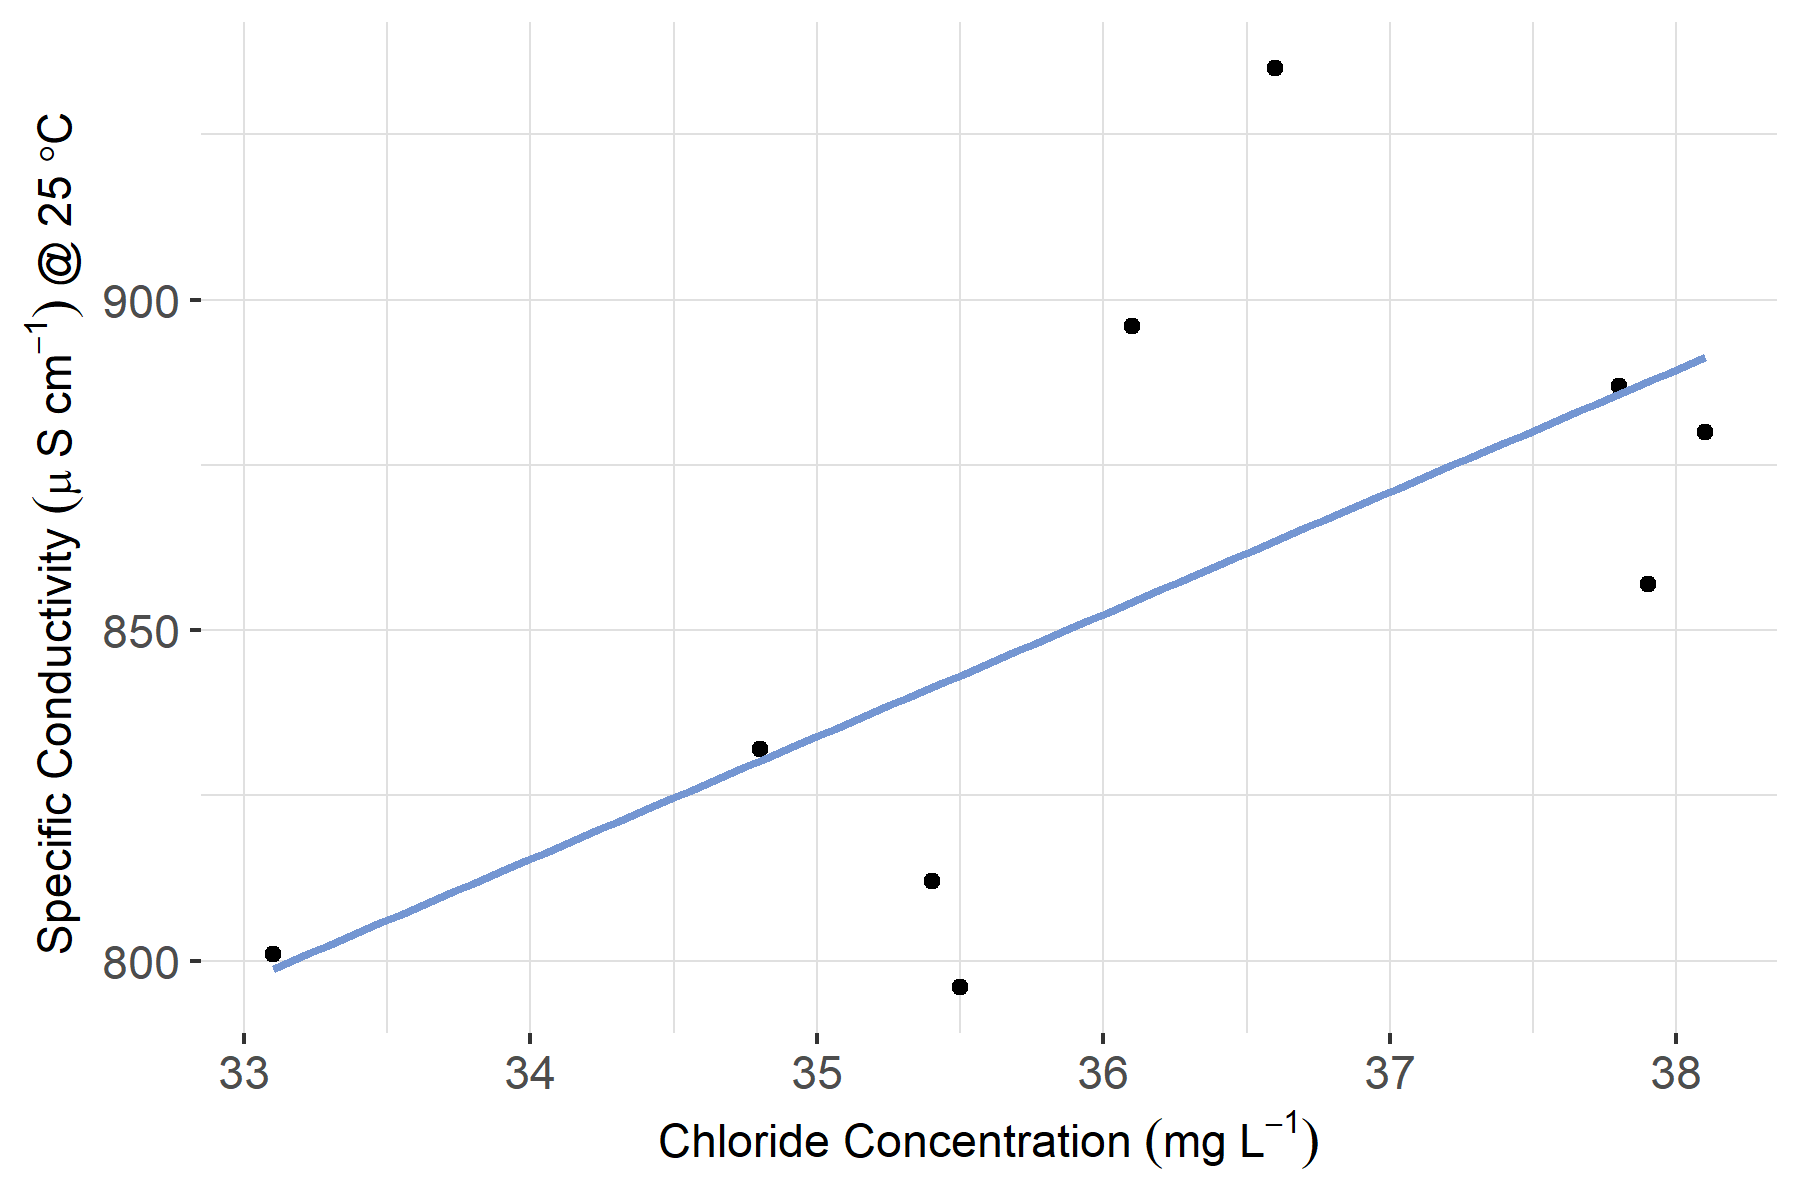 Specific Conductivity (μ S cm⁻¹) @ 25 °C
900
850
800
33 34 35 36 37 38
Chloride Concentration (mg L⁻¹)